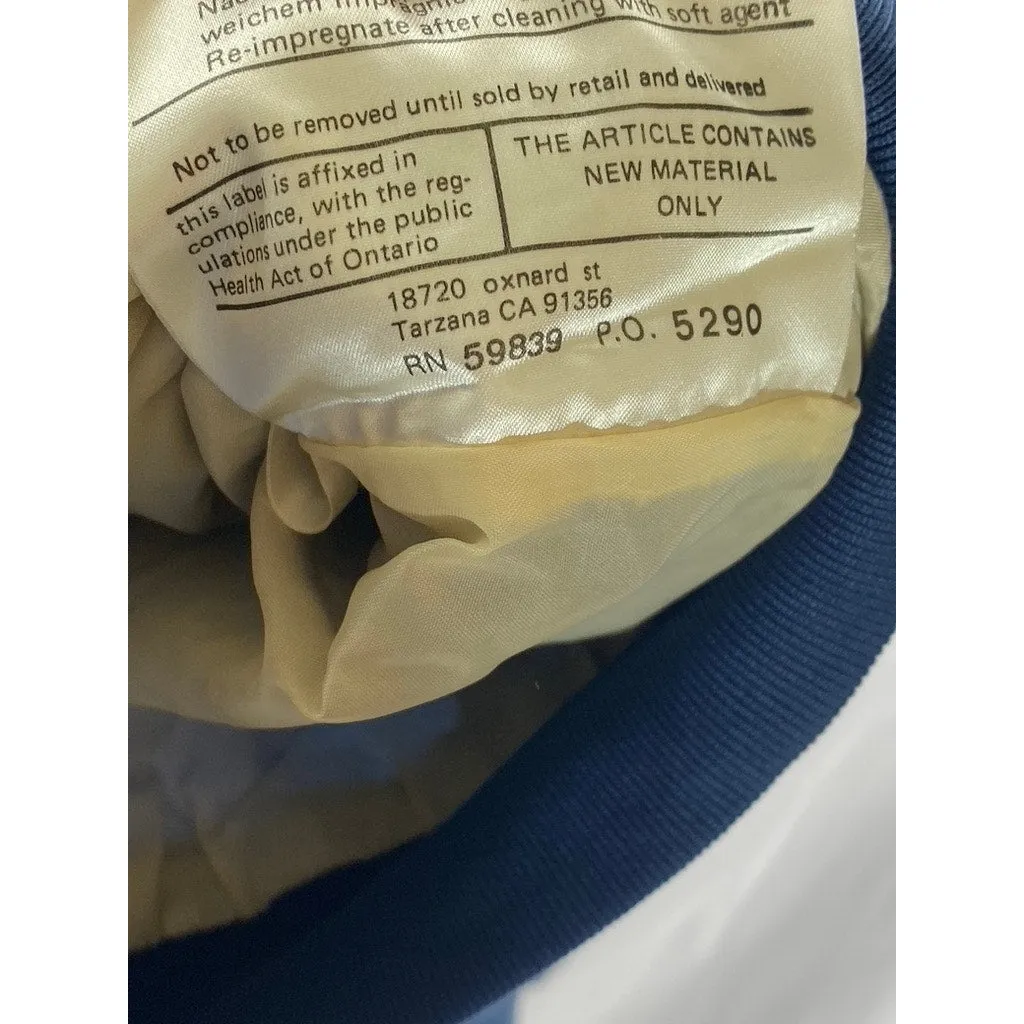 weichem
Re-impregnate after cleaning with soft agent
Not to be removed until sold by retail and delivered
this label is affixed in
compliance, with the reg-
ulations under the public
Health Act of Ontario
THE ARTICLE CONTAINS
NEW MATERIAL
ONLY
18720 oxnard st
Tarzana CA 91356
RN 59839 P.O. 5290